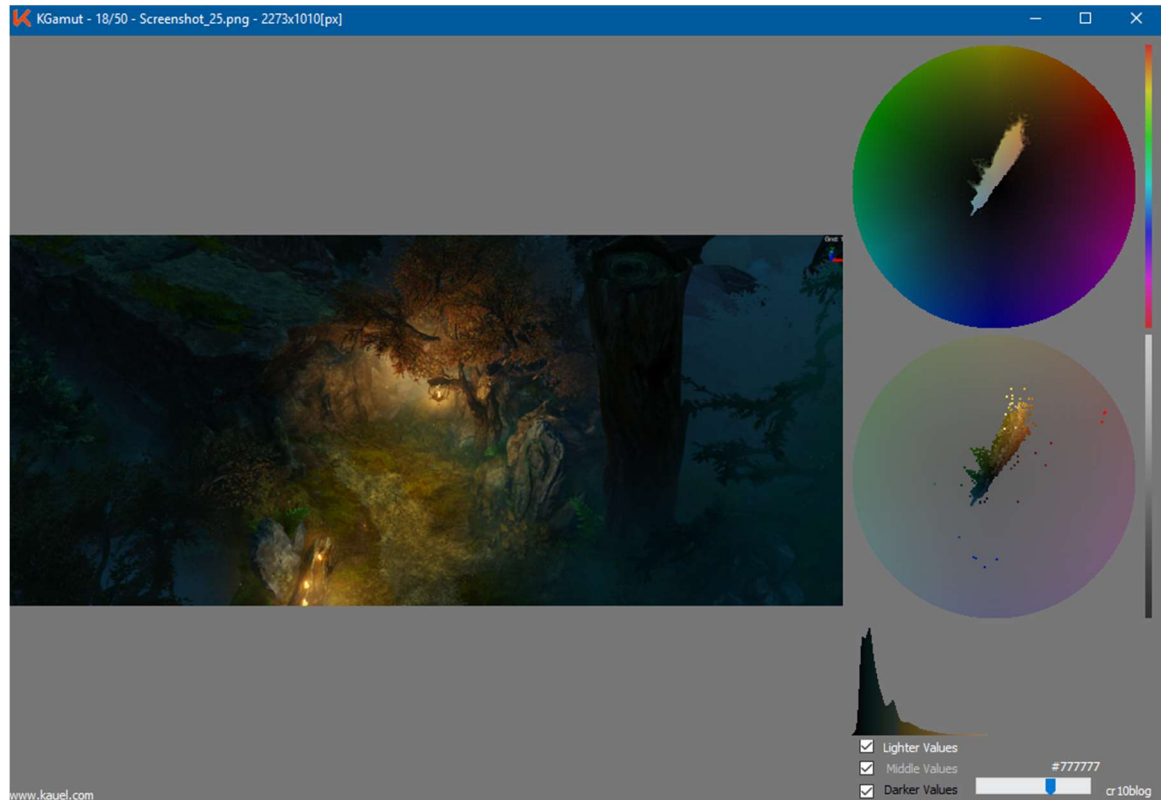 KGamut - 18/50 - Screenshot_25.png - 2273x1010[px]
Lighter Values
Middle Values
#777777
Darker Values
cr10blog
www.kauel.com